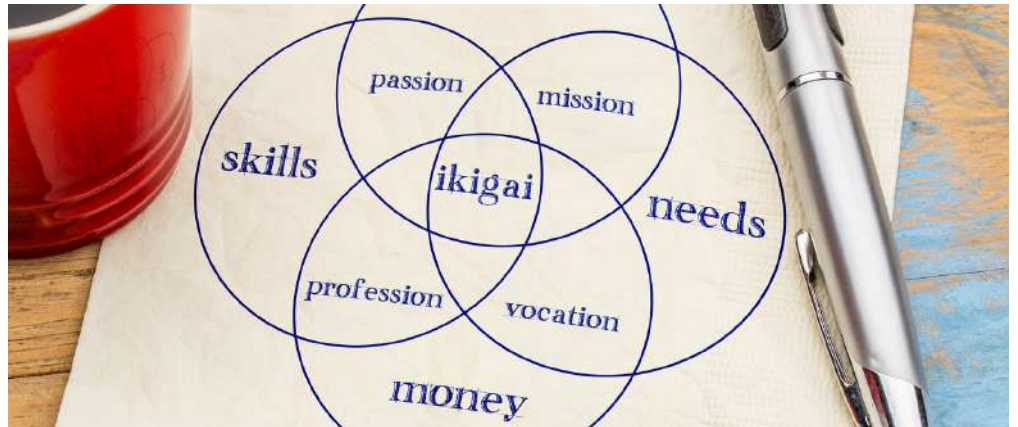 passion
mission
skills
ikigai
needs
profession
vocation
money